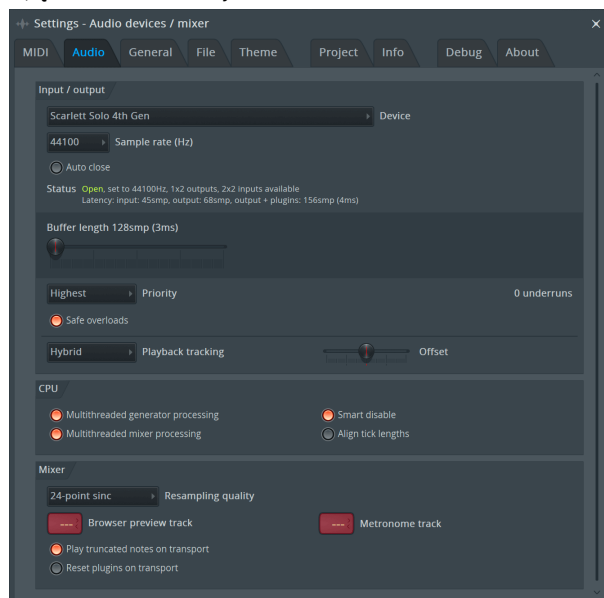 Settings - Audio devices / mixer
MIDI Audio General File Theme Project Info Debug About
Input / output
Scarlett Solo 4th Gen Device
44100 Sample rate (Hz)
Auto close
Status Open, set to 44100Hz, 1x2 outputs, 2x2 inputs available
Latency: input: 45smp, output: 68smp, output + plugins: 156smp (4ms)
Buffer length 128smp (3ms)
Highest Priority 0 underruns
Safe overloads
Hybrid Playback tracking Offset
CPU
Multithreaded generator processing Smart disable
Multithreaded mixer processing Align tick lengths
Mixer
24-point sinc Resampling quality
--- Browser preview track --- Metronome track
Play truncated notes on transport
Reset plugins on transport